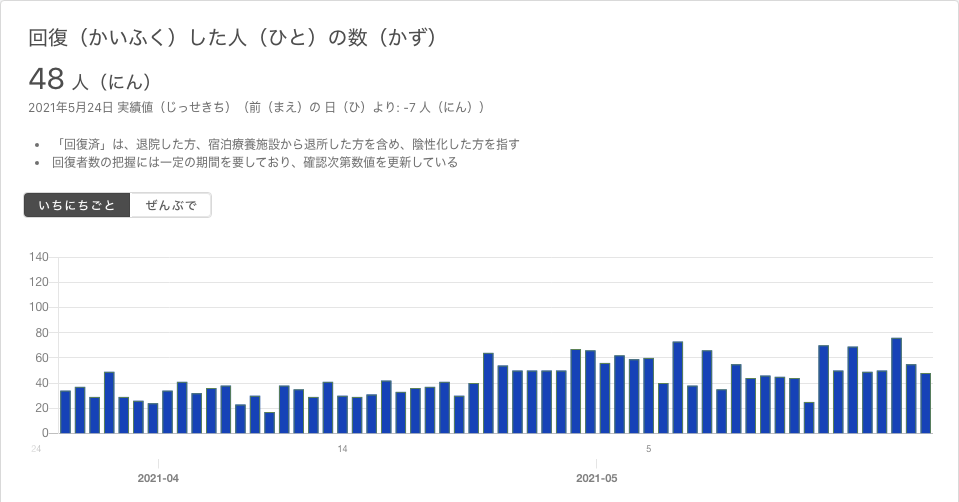 回復（かいふく）した人（ひと）の数（かず）
48 人（にん）
2021年5月24日 実績値（じっせきち）（前（まえ）の 日（ひ）より: -7 人（にん））
「回復済」は、退院した方、宿泊療養施設から退所した方を含め、陰性化した方を指す
回復者数の把握には一定の期間を要しており、確認次第数値を更新している
いちにちごと ぜんぶで
140
120
100
80
60
40
20
0
24 14 5
2021-04 2021-05